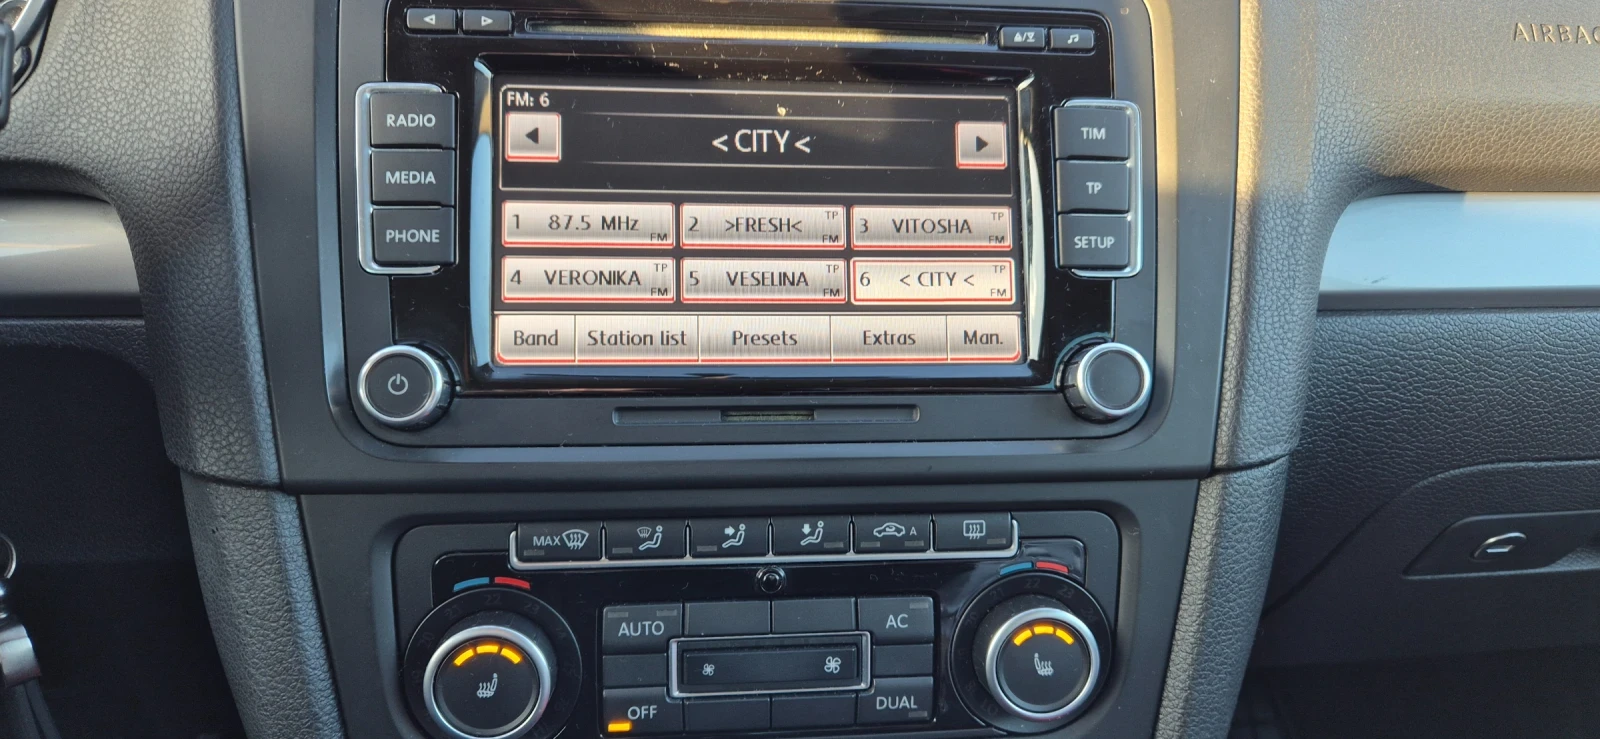 AIRBAG
FM: 6
<CITY<
RADIO
MEDIA
PHONE
TIM
TP
SETUP
1 87.5 MHz FM
2 >FRESH< TP FM
3 VITOSHA TP FM
4 VERONIKA TP FM
5 VESELINA TP FM
6 < CITY < TP FM
Band Station list Presets Extras Man.
MAX
A
22
AUTO
AC
OFF
DUAL